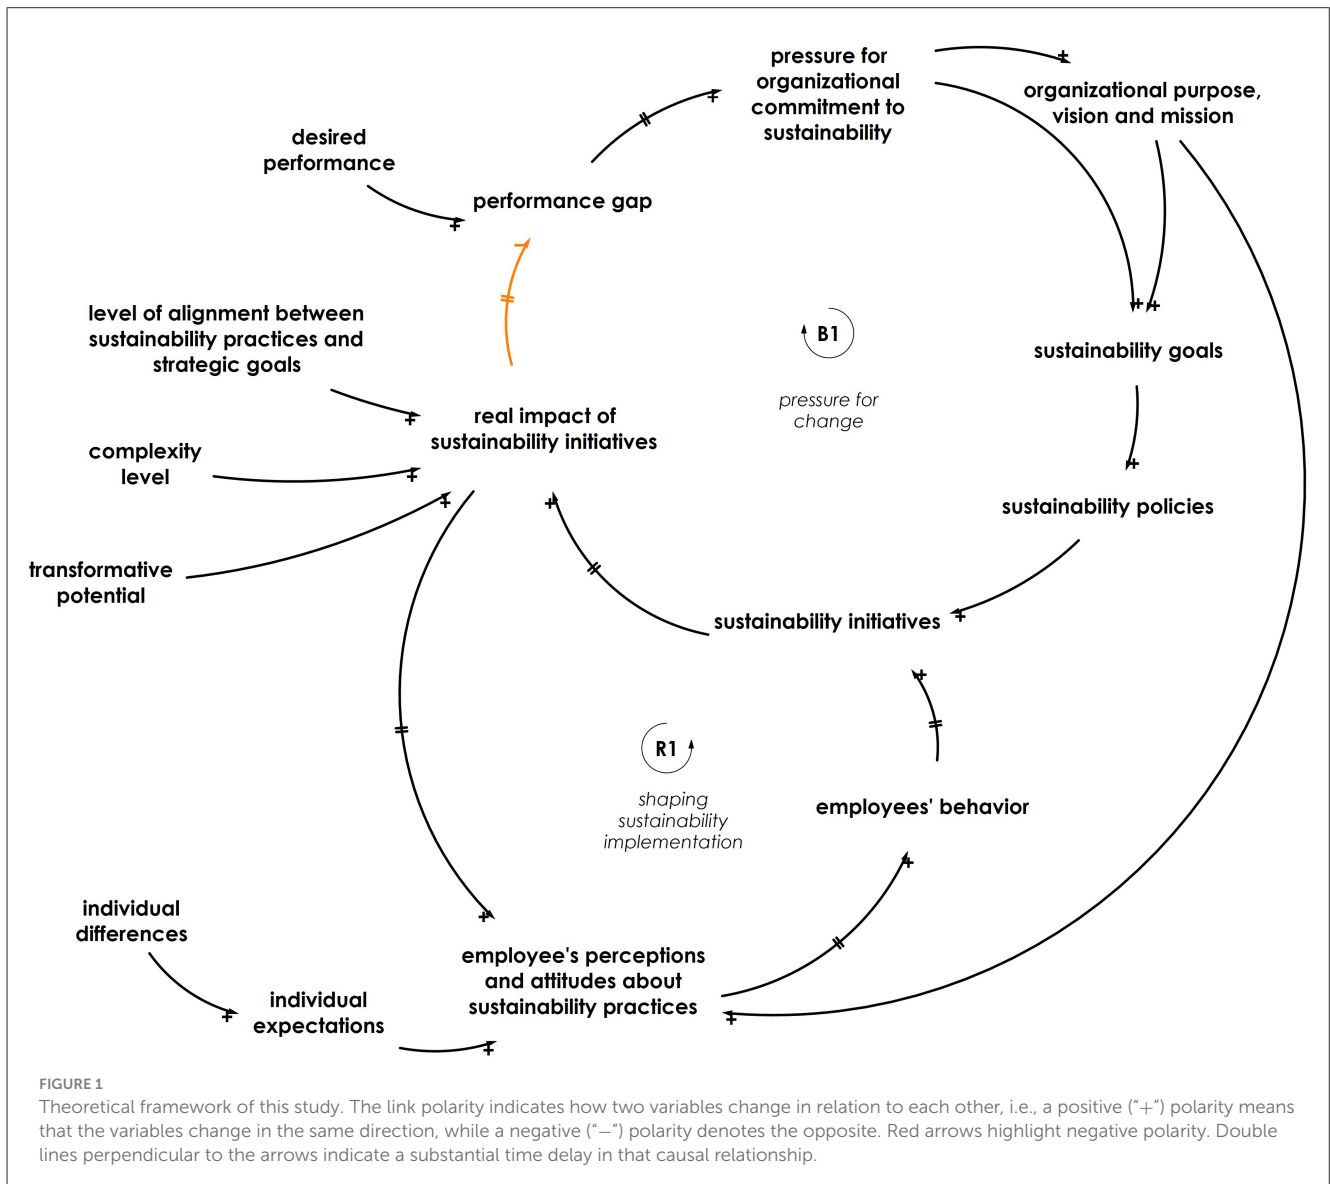 pressure for
organizational
commitment to
sustainability
organizational purpose,
vision and mission
desired
performance
performance gap
level of alignment between
sustainability practices and
strategic goals
B1
pressure for
change
sustainability goals
real impact of
sustainability initiatives
complexity
level
sustainability policies
transformative
potential
sustainability initiatives
R1
shaping
sustainability
implementation
employees' behavior
individual
differences
employee's perceptions
and attitudes about
sustainability practices
individual
expectations
FIGURE 1
Theoretical framework of this study. The link polarity indicates how two variables change in relation to each other, i.e., a positive (“+”) polarity means
that the variables change in the same direction, while a negative (“−”) polarity denotes the opposite. Red arrows highlight negative polarity. Double
lines perpendicular to the arrows indicate a substantial time delay in that causal relationship.